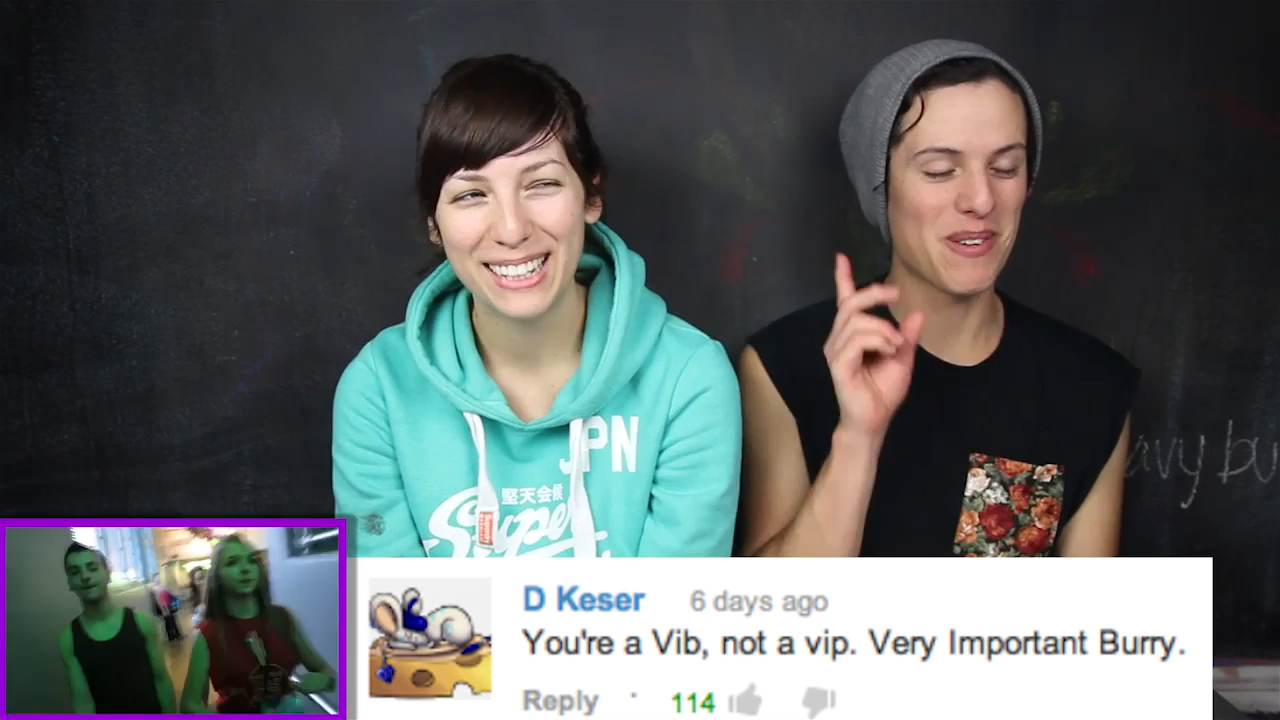 JPN
堅天会候
Super
avy bu
D Keser 6 days ago
You're a Vib, not a vip. Very Important Burry.
Reply · 114